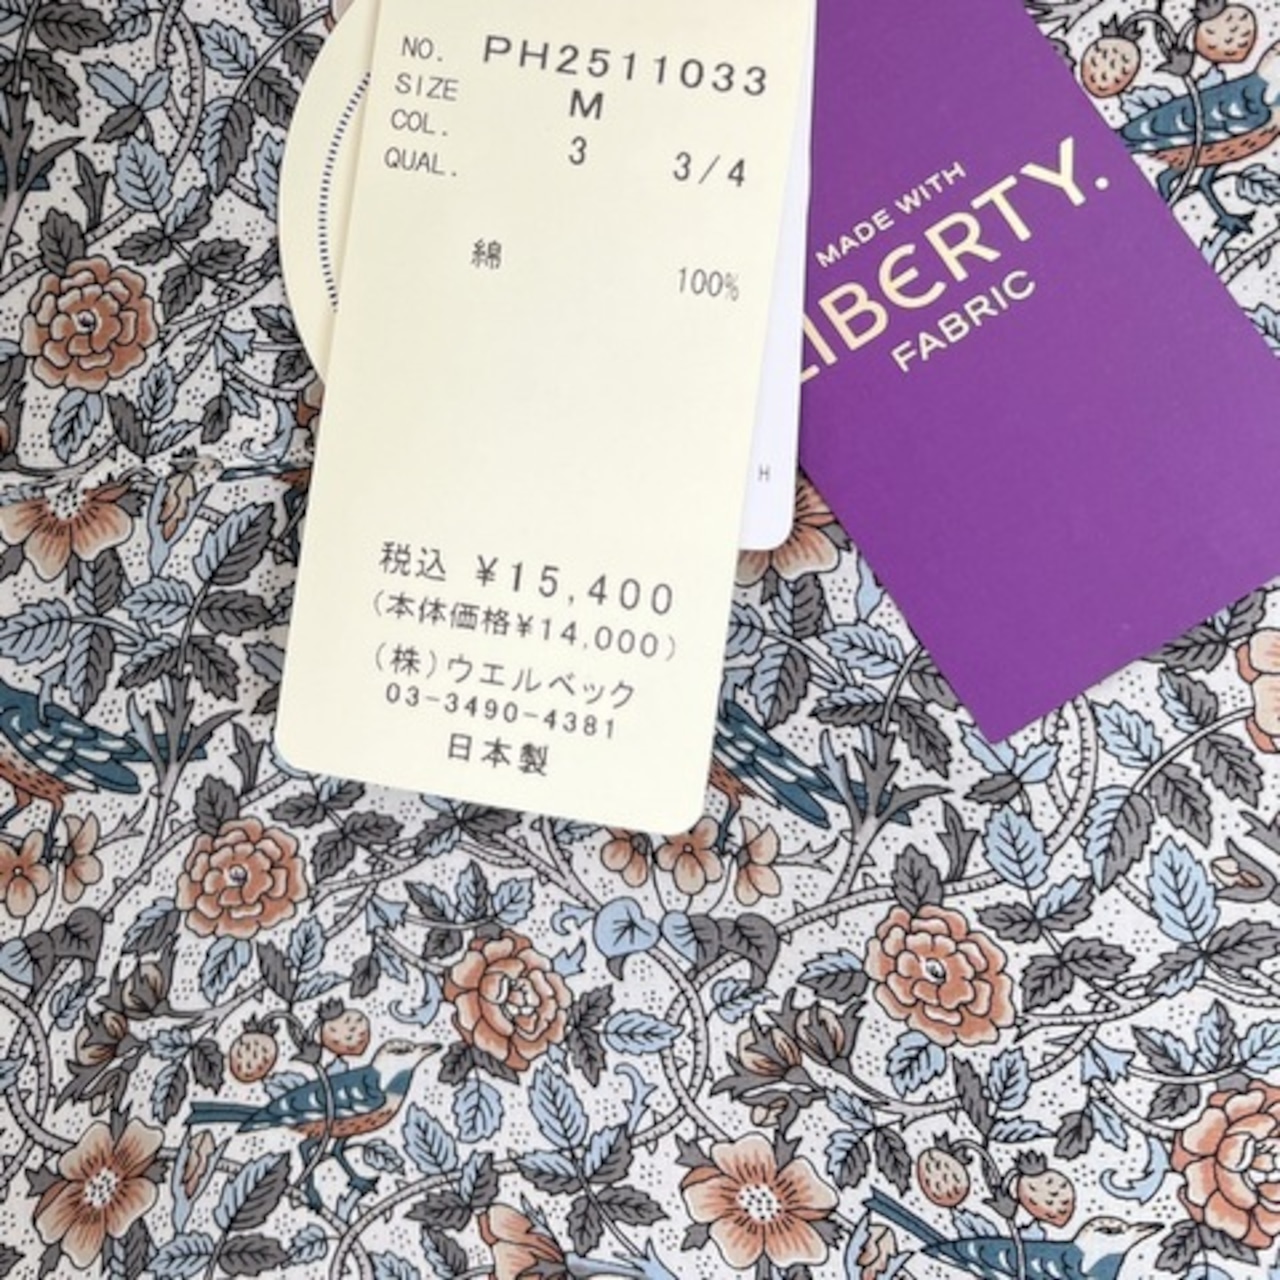 NO. PH2511033
SIZE M
COL. 3 3/4
QUAL.
綿 100%
H
税込 ¥15,400
(本体価格¥14,000)
(株)ウエルベック
03-3490-4381
日本製
MADE WITH
LIBERTY.
FABRIC